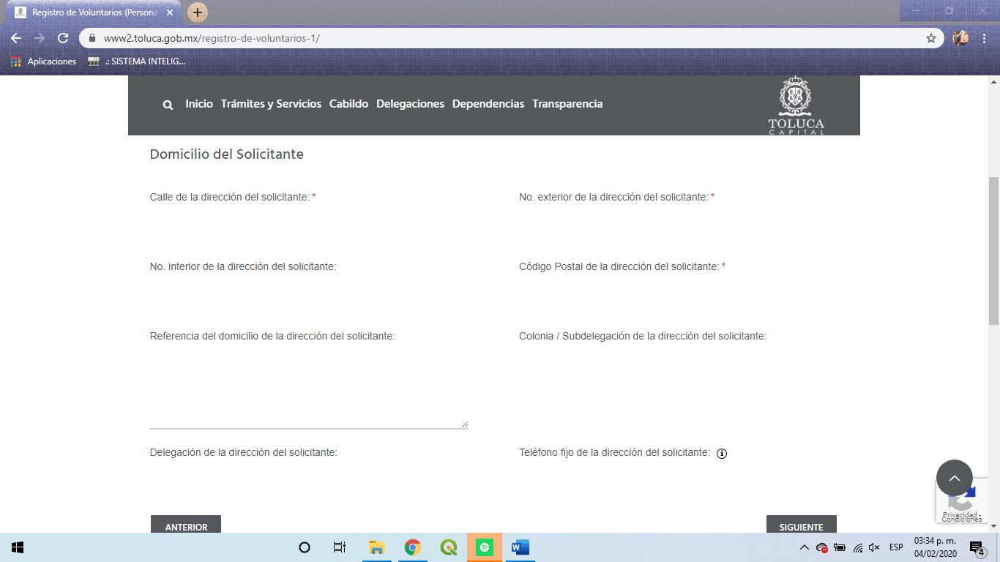 Registro de Voluntarios (Persona
www2.toluca.gob.mx/registro-de-voluntarios-1/
Aplicaciones .: SISTEMA INTELIG...
Inicio Trámites y Servicios Cabildo Delegaciones Dependencias Transparencia
TOLUCA
CAPITAL
Domicilio del Solicitante
Calle de la dirección del solicitante: *
No. exterior de la dirección del solicitante: *
No. interior de la dirección del solicitante:
Código Postal de la dirección del solicitante: *
Referencia del domicilio de la dirección del solicitante:
Colonia / Subdelegación de la dirección del solicitante:
Delegación de la dirección del solicitante:
Teléfono fijo de la dirección del solicitante:
Privacidad -
Condiciones
ANTERIOR
SIGUIENTE
ESP
03:34 p. m.
04/02/2020
4